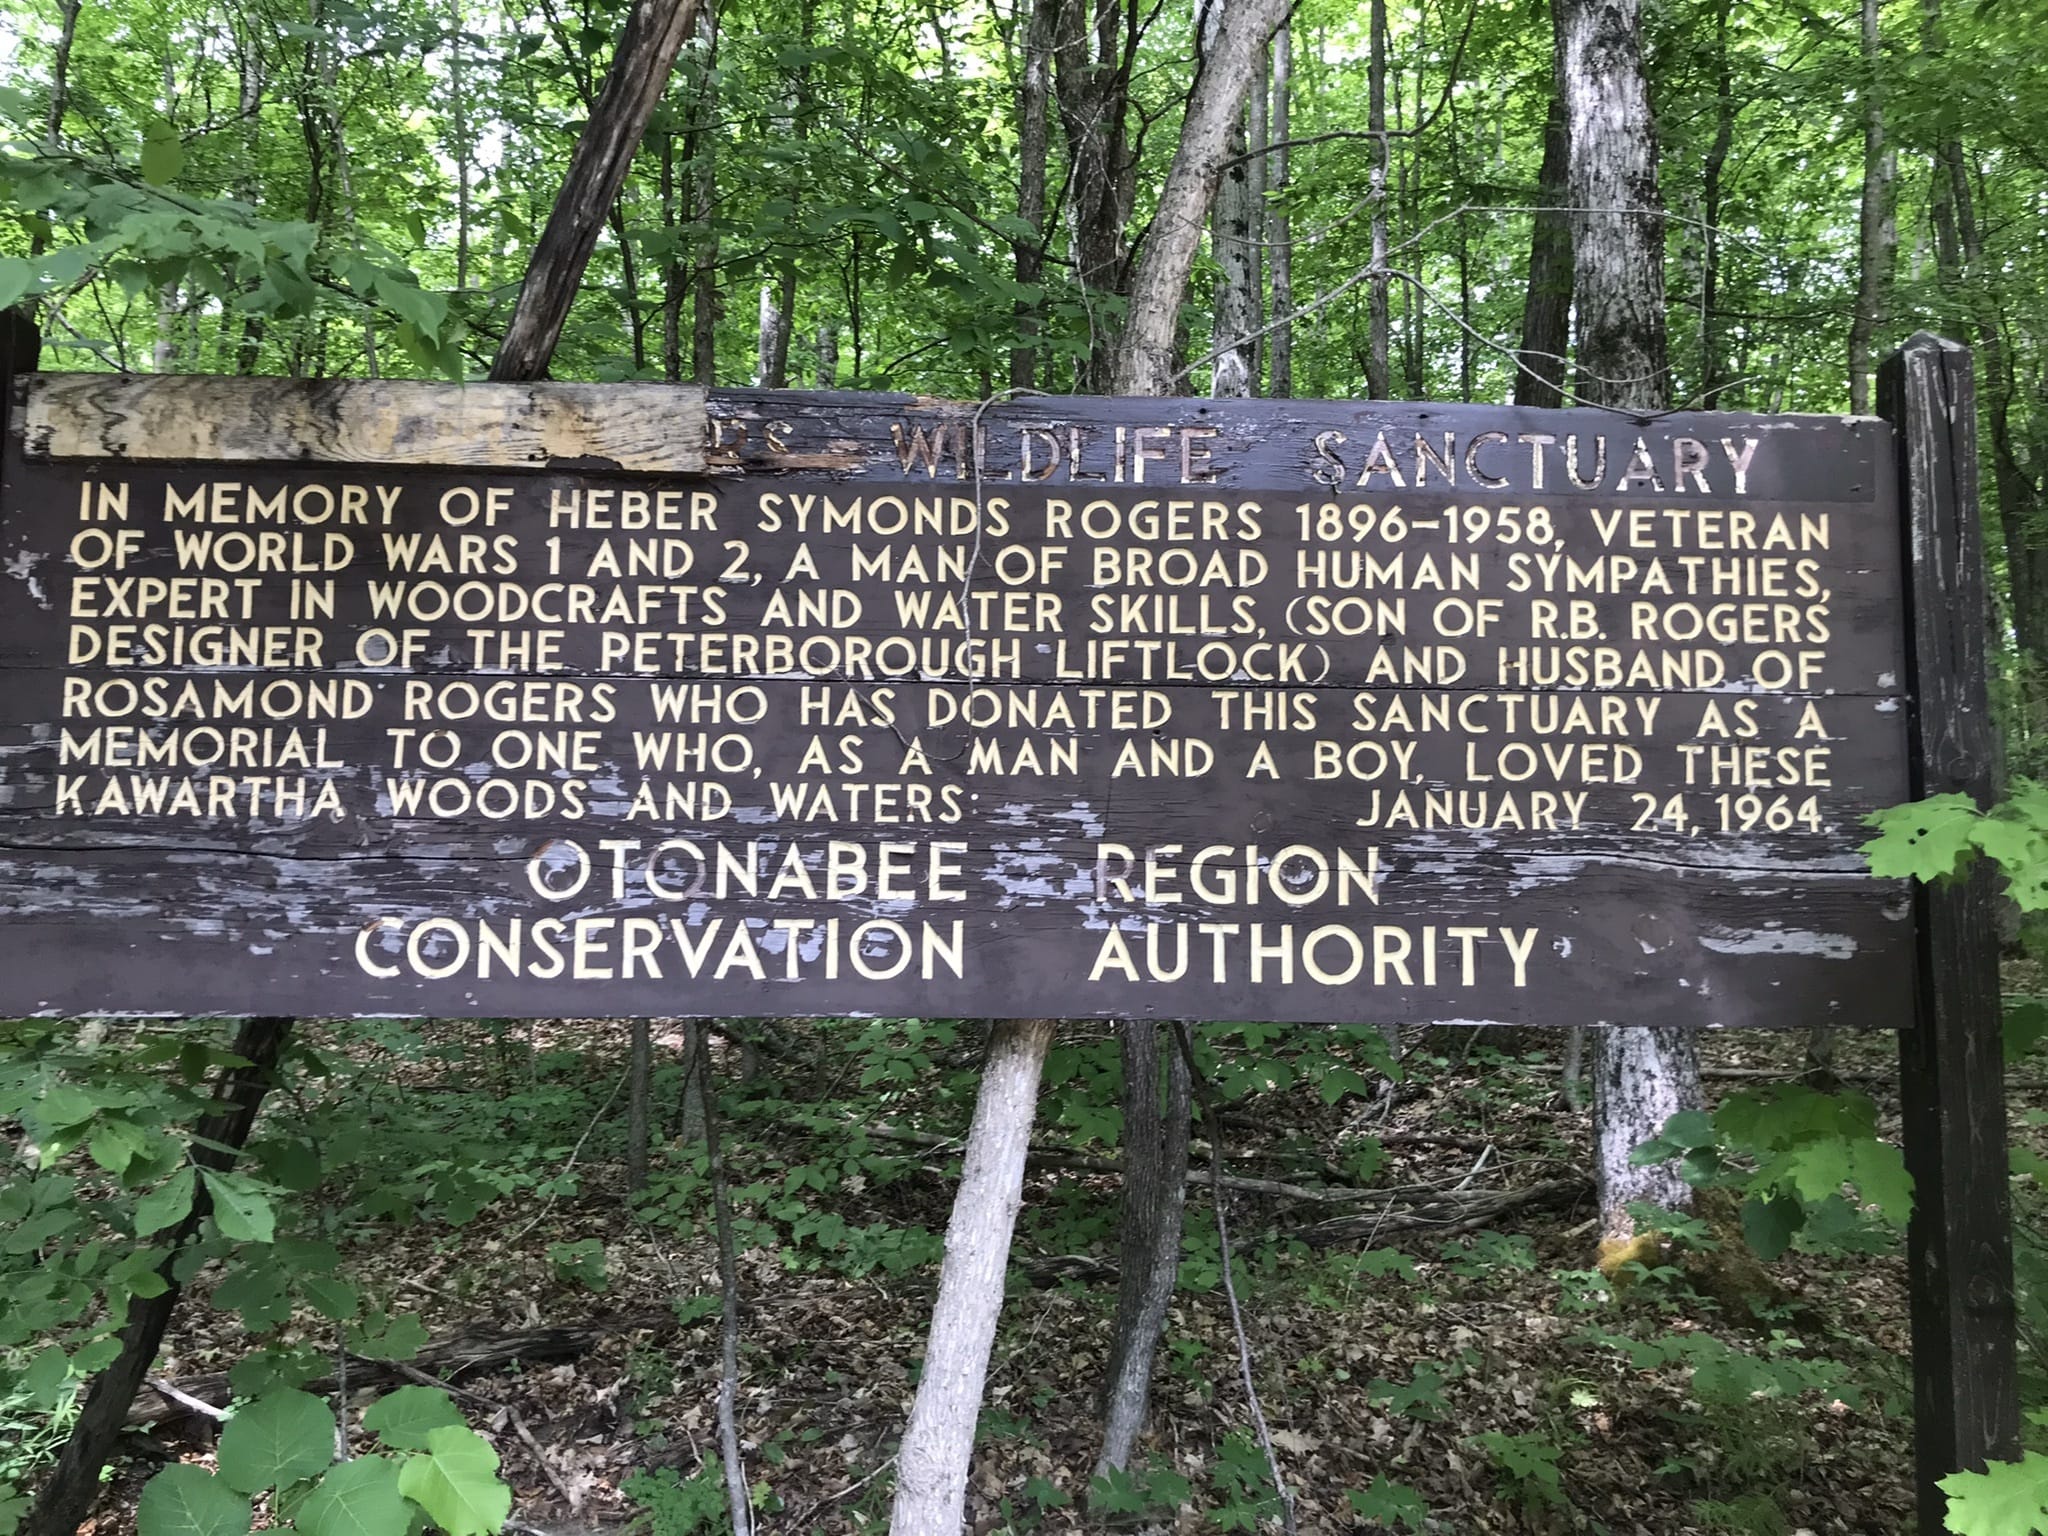 WILDLIFE SANCTUARY
IN MEMORY OF HEBER SYMONDS ROGERS 1896-1958, VETERAN
OF WORLD WARS 1 AND 2, A MAN OF BROAD HUMAN SYMPATHIES,
EXPERT IN WOODCRAFTS AND WATER SKILLS, (SON OF R.B. ROGERS
DESIGNER OF THE PETERBOROUGH LIFTLOCK) AND HUSBAND OF
ROSAMOND ROGERS WHO HAS DONATED THIS SANCTUARY AS A
MEMORIAL TO ONE WHO, AS A MAN AND A BOY, LOVED THESE
KAWARTHA WOODS AND WATERS: JANUARY 24, 1964.
OTONABEE REGION
CONSERVATION AUTHORITY